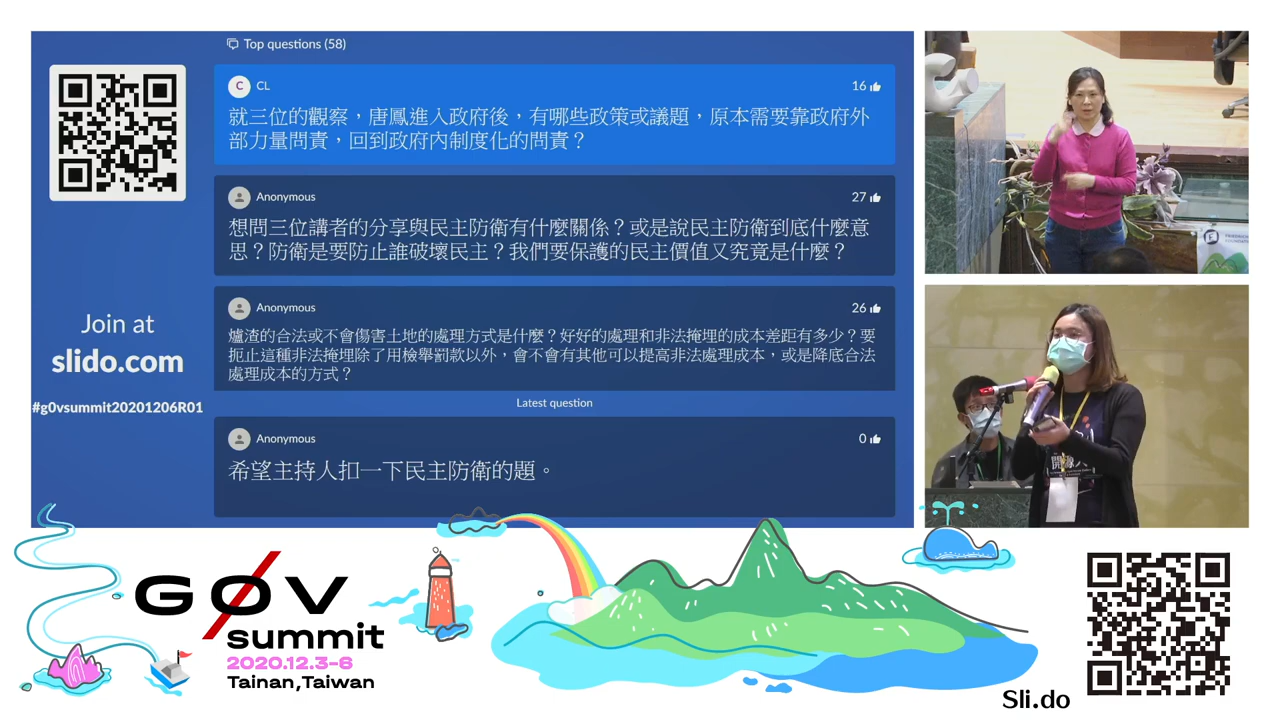 Top questions (58)
C
CL
16
就三位的觀察，唐鳳進入政府後，有哪些政策或議題，原本需要靠政府外
部力量問責，回到政府內制度化的問責？
Anonymous
27
想問三位講者的分享與民主防衛有什麼關係？或是說民主防衛到底什麼意
思？防衛是要防止誰破壞民主？我們要保護的民主價值又究竟是什麼？
Anonymous
26
爐渣的合法或不會傷害土地的處理方式是什麼？好好的處理和非法掩埋的成本差距有多少？要
扼止這種非法掩埋除了用檢舉罰款以外，會不會有其他可以提高非法處理成本，或是降底合法
處理成本的方式？
Latest question
Anonymous
0
希望主持人扣一下民主防衛的題。
Join at
slido.com
#g0vsummit20201206R01
G0V
summit
2020.12.3-6
Tainan,Taiwan
Sli.do